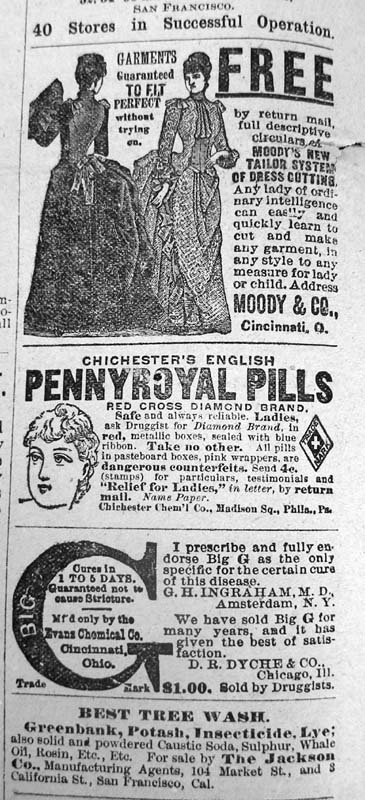 SAN FRANCISCO.
40 Stores in Successful Operation.
GARMENTS
Guaranteed
TO FIT
PERFECT
without
trying
on.
FREE
by return mail,
full descriptive
circulars of
MOODY'S NEW
TAILOR SYSTEM
OF DRESS CUTTING.
Any lady of ordi-
nary intelligence
can easily and
quickly learn to
cut and make
any garment, in
any style to any
measure for lady
or child. Address
MOODY & CO.,
Cincinnati, O.
CHICHESTER'S ENGLISH
PENNYROYAL PILLS
RED CROSS DIAMOND BRAND.
Safe and always reliable. Ladies,
ask Druggist for Diamond Brand, in
red, metallic boxes, sealed with blue
ribbon. Take no other. All pills
in pasteboard boxes, pink wrappers, are
dangerous counterfeits. Send 4c.
(stamps) for particulars, testimonials and
"Relief for Ladies," in letter, by return
mail. Name Paper.
Chichester Chem'l Co., Madison Sq., Phila., Pa.
TRADE
MARK
BIG G
Cures in
1 TO 5 DAYS.
Guaranteed not to
cause Stricture.
Mf'd only by the
Evans Chemical Co.
Cincinnati,
Ohio.
Trade Mark
I prescribe and fully en-
dorse Big G as the only
specific for the certain cure
of this disease.
G. H. INGRAHAM, M. D.,
Amsterdam, N. Y.
We have sold Big G for
many years, and it has
given the best of satis-
faction.
D. R. DYCHE & CO.,
Chicago, Ill.
$1.00. Sold by Druggists.
BEST TREE WASH.
Greenbank, Potash, Insecticide, Lye;
also solid and powdered Caustic Soda, Sulphur, Whale
Oil, Rosin, Etc., Etc. For sale by The Jackson
Co., Manufacturing Agents, 104 Market St., and 3
California St., San Francisco, Cal.